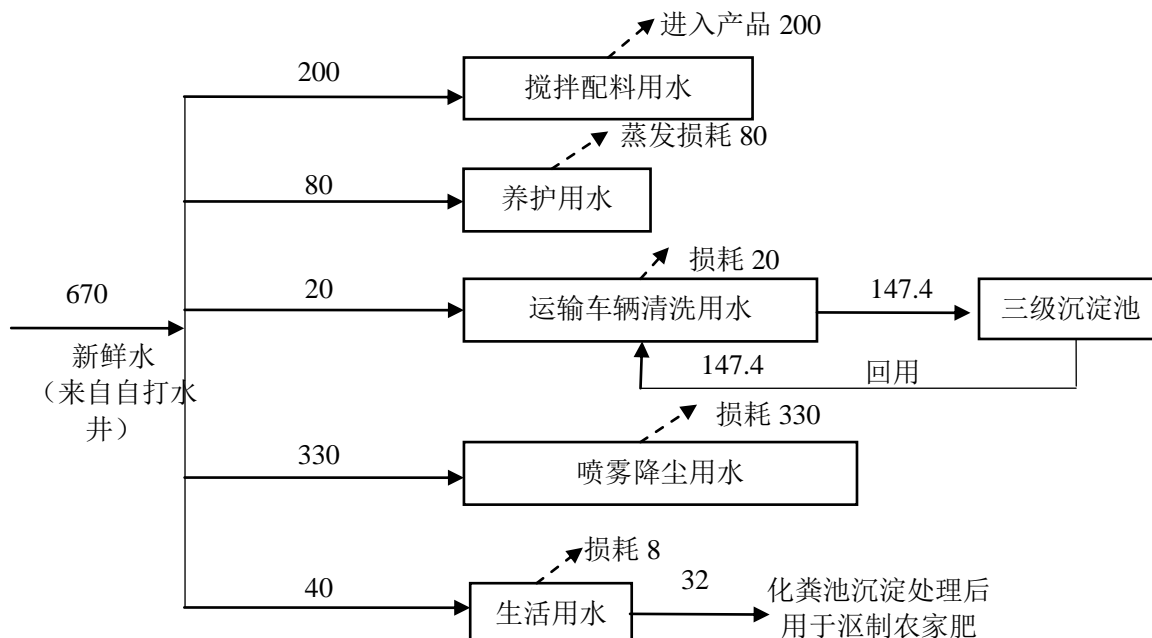 进入产品 200
200
搅拌配料用水
蒸发损耗 80
80
养护用水
损耗 20
670
20
运输车辆清洗用水
147.4
三级沉淀池
新鲜水
（来自自打水
井）
147.4
回用
损耗 330
330
喷雾降尘用水
损耗 8
40
生活用水
32
化粪池沉淀处理后
用于沤制农家肥